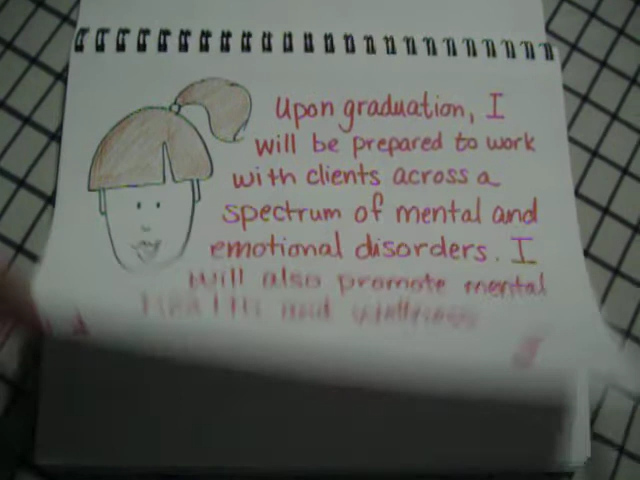 Upon graduation, I
will be prepared to work
with clients across a
spectrum of mental and
emotional disorders. I
will also promote mental
health and wellness